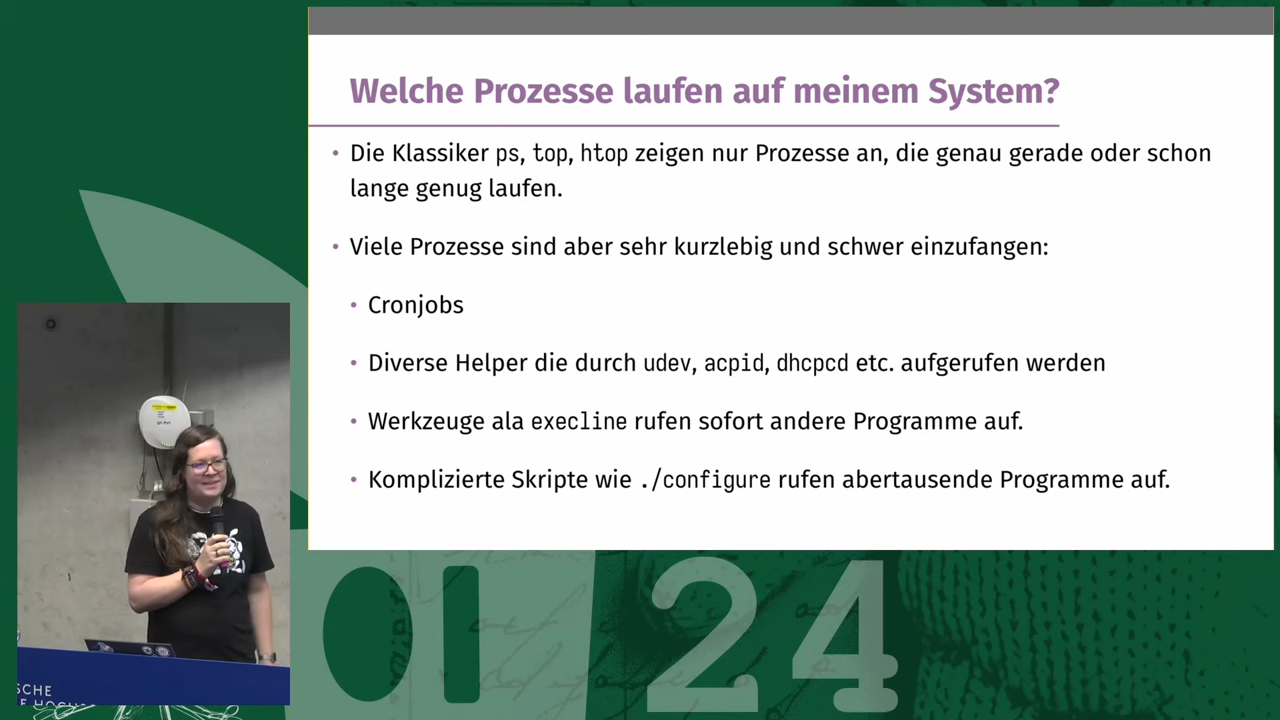 Welche Prozesse laufen auf meinem System?
• Die Klassiker ps, top, htop zeigen nur Prozesse an, die genau gerade oder schon
lange genug laufen.
• Viele Prozesse sind aber sehr kurzlebig und schwer einzufangen:
• Cronjobs
• Diverse Helper die durch udev, acpid, dhcpcd etc. aufgerufen werden
• Werkzeuge ala execline rufen sofort andere Programme auf.
• Komplizierte Skripte wie ./configure rufen abertausende Programme auf.
24
SCHE